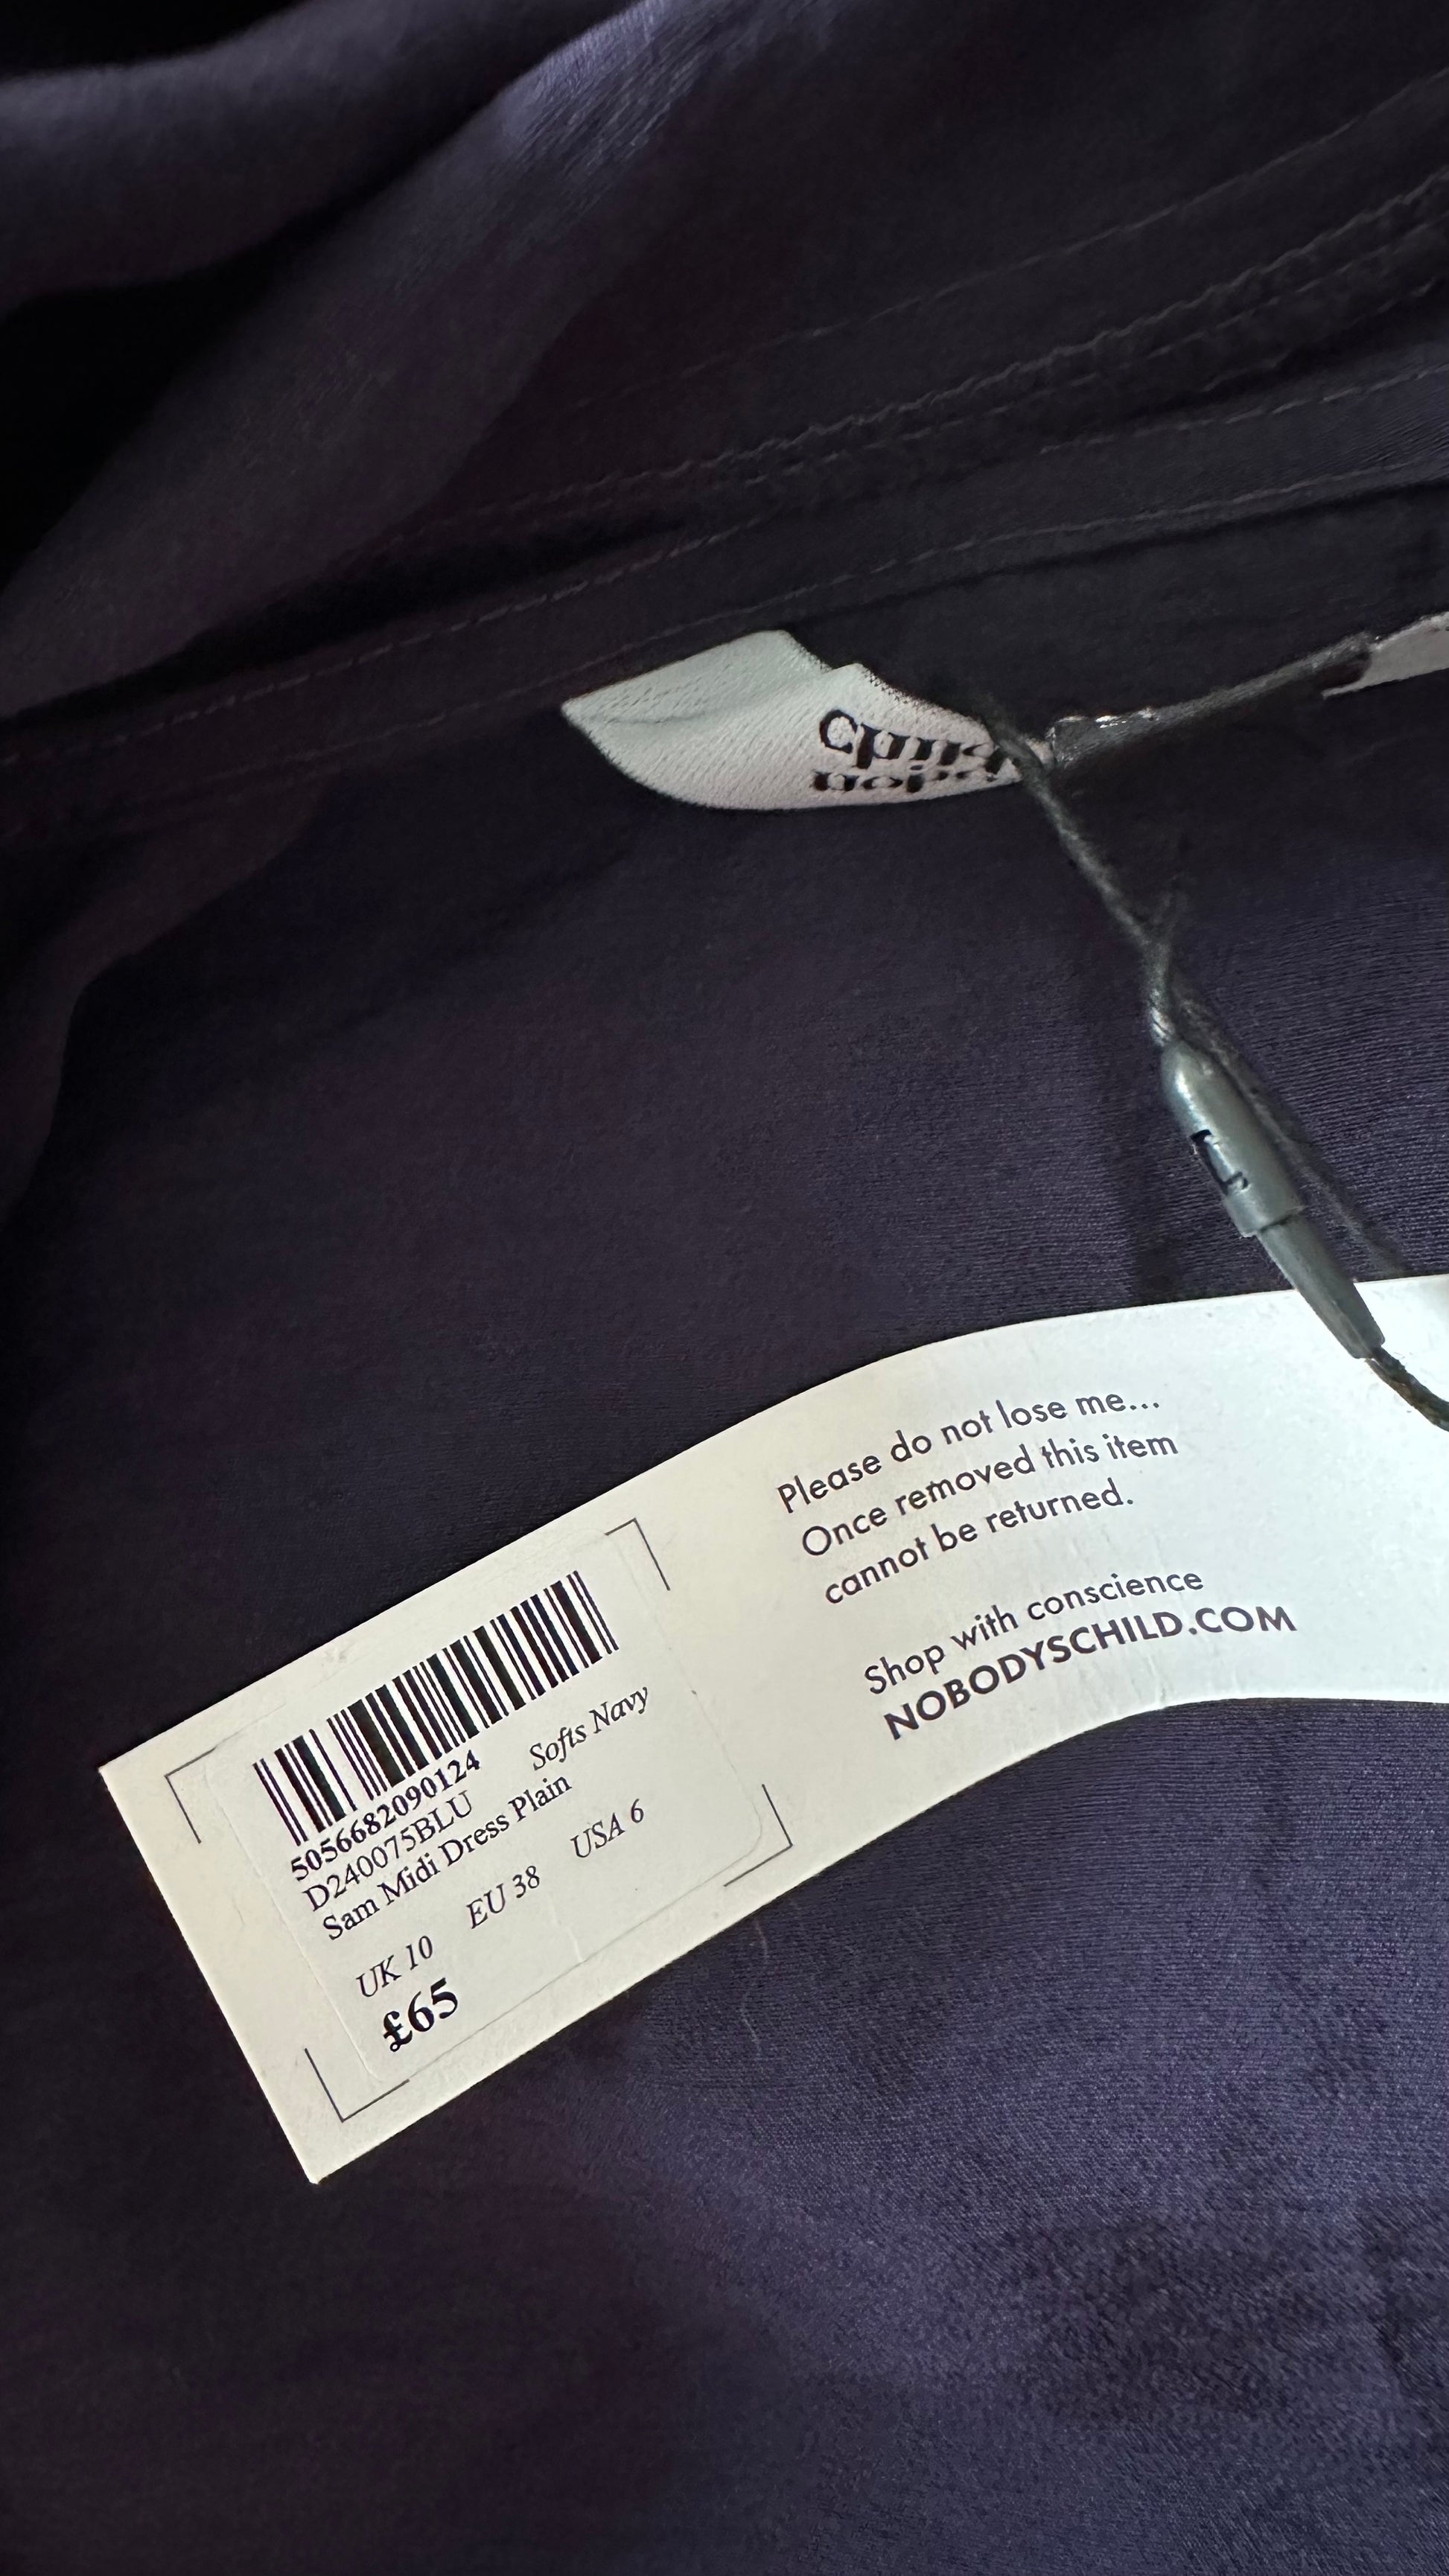 Please do not lose me...
Once removed this item
cannot be returned.
Shop with conscience
NOBODYSCHILD.COM
5056682090124
D240075BLU Softs Navy
Sam Midi Dress Plain
UK 10 EU 38 USA 6
£65